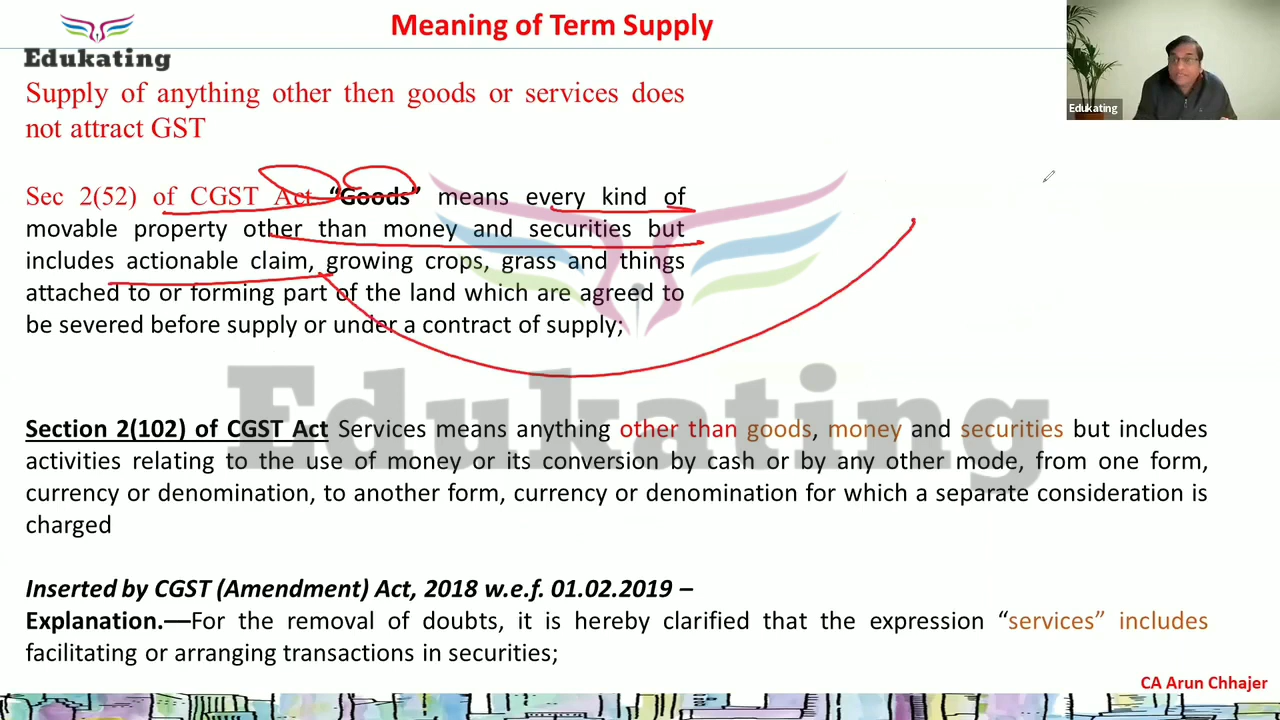 Meaning of Term Supply
Edukating
Edukating
Supply of anything other then goods or services does
not attract GST
Sec 2(52) of CGST Act “Goods” means every kind of
movable property other than money and securities but
includes actionable claim, growing crops, grass and things
attached to or forming part of the land which are agreed to
be severed before supply or under a contract of supply;
Edukating
Section 2(102) of CGST Act Services means anything other than goods, money and securities but includes
activities relating to the use of money or its conversion by cash or by any other mode, from one form,
currency or denomination, to another form, currency or denomination for which a separate consideration is
charged
Inserted by CGST (Amendment) Act, 2018 w.e.f. 01.02.2019 –
Explanation.—For the removal of doubts, it is hereby clarified that the expression “services” includes
facilitating or arranging transactions in securities;
CA Arun Chhajer